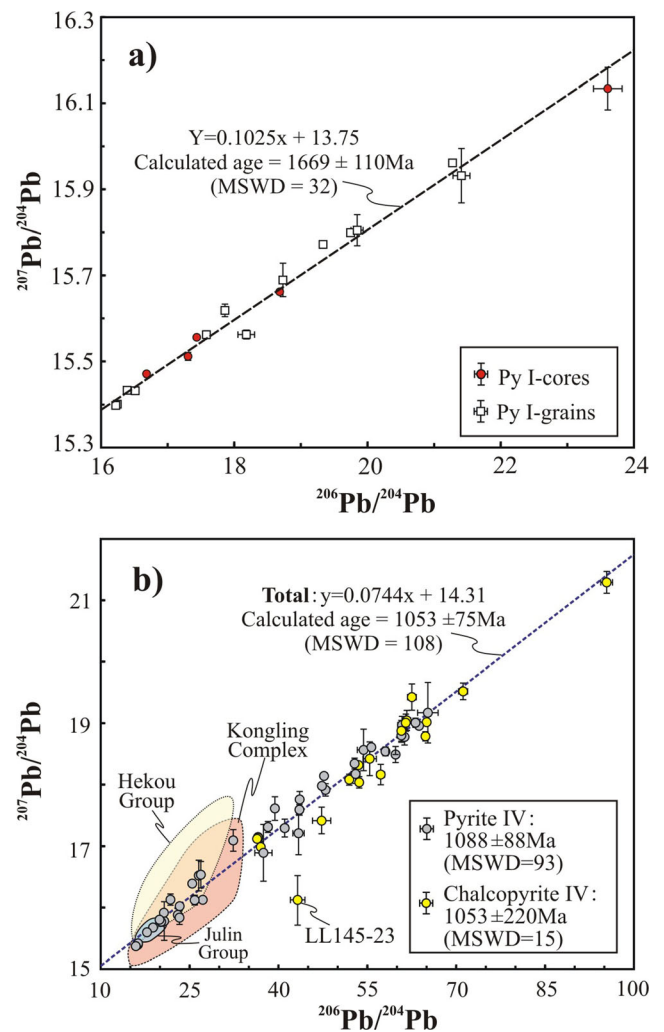 a)
16.3
16.1
15.9
15.7
15.5
15.3
²⁰⁷Pb/²⁰⁴Pb
Y=0.1025x + 13.75
Calculated age = 1669 ± 110Ma
(MSWD = 32)
Py I-cores
Py I-grains
16
18
20
22
24
²⁰⁶Pb/²⁰⁴Pb
b)
21
19
17
15
²⁰⁷Pb/²⁰⁴Pb
Total: y=0.0744x + 14.31
Calculated age = 1053 ±75Ma
(MSWD = 108)
Kongling
Complex
Hekou
Group
Julin
Group
LL145-23
Pyrite IV:
1088 ±88Ma
(MSWD=93)
Chalcopyrite IV:
1053 ±220Ma
(MSWD=15)
10
25
40
55
70
85
100
²⁰⁶Pb/²⁰⁴Pb